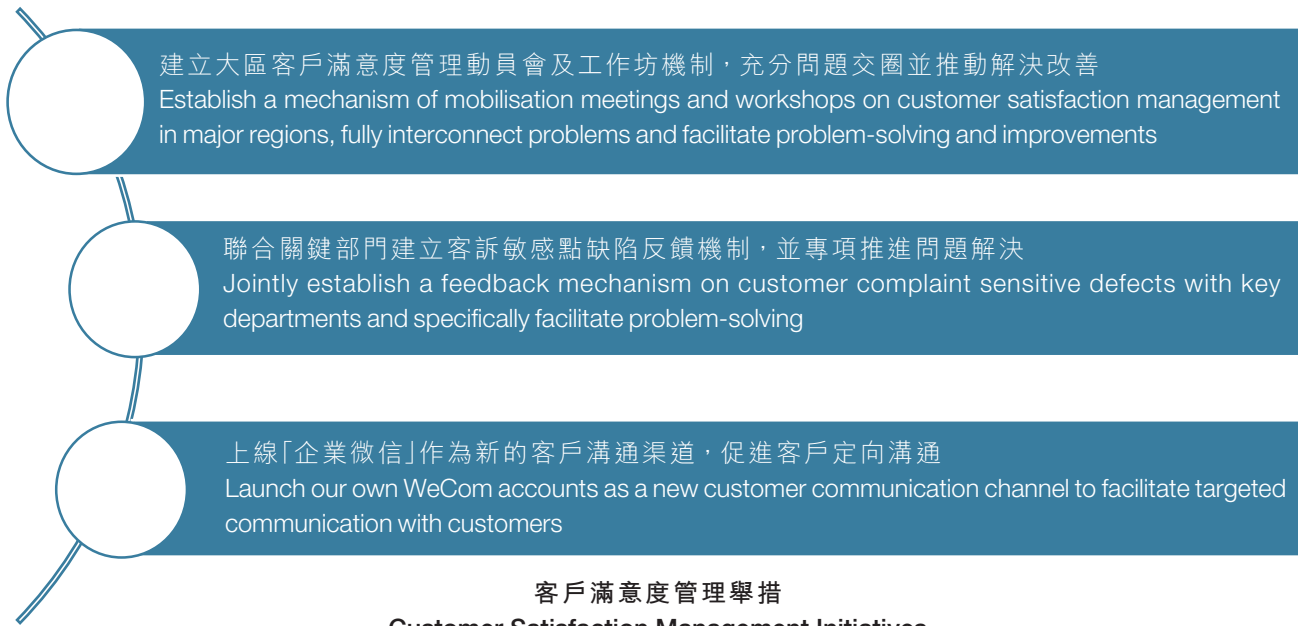 建立大區客戶滿意度管理動員會及工作坊機制，充分問題交圈並推動解決改善
Establish a mechanism of mobilisation meetings and workshops on customer satisfaction management
in major regions, fully interconnect problems and facilitate problem-solving and improvements
聯合關鍵部門建立客訴敏感點缺陷反饋機制，並專項推進問題解決
Jointly establish a feedback mechanism on customer complaint sensitive defects with key
departments and specifically facilitate problem-solving
上線「企業微信」作為新的客戶溝通渠道，促進客戶定向溝通
Launch our own WeCom accounts as a new customer communication channel to facilitate targeted
communication with customers
客戶滿意度管理舉措
Customer Satisfaction Management Initiatives